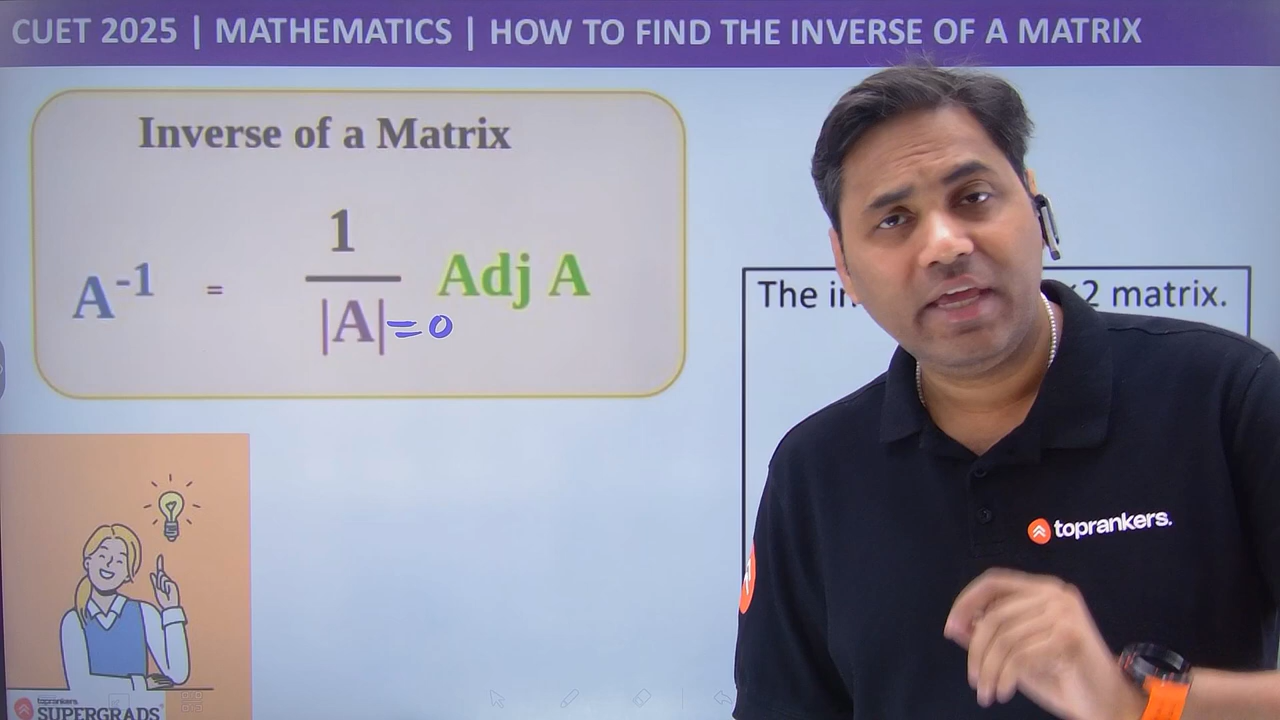 CUET 2025 | MATHEMATICS | HOW TO FIND THE INVERSE OF A MATRIX
Inverse of a Matrix
A⁻¹ = 1/|A| Adj A
=0
The in 2 matrix.
toprankers.
toprankers
SUPERGRADS